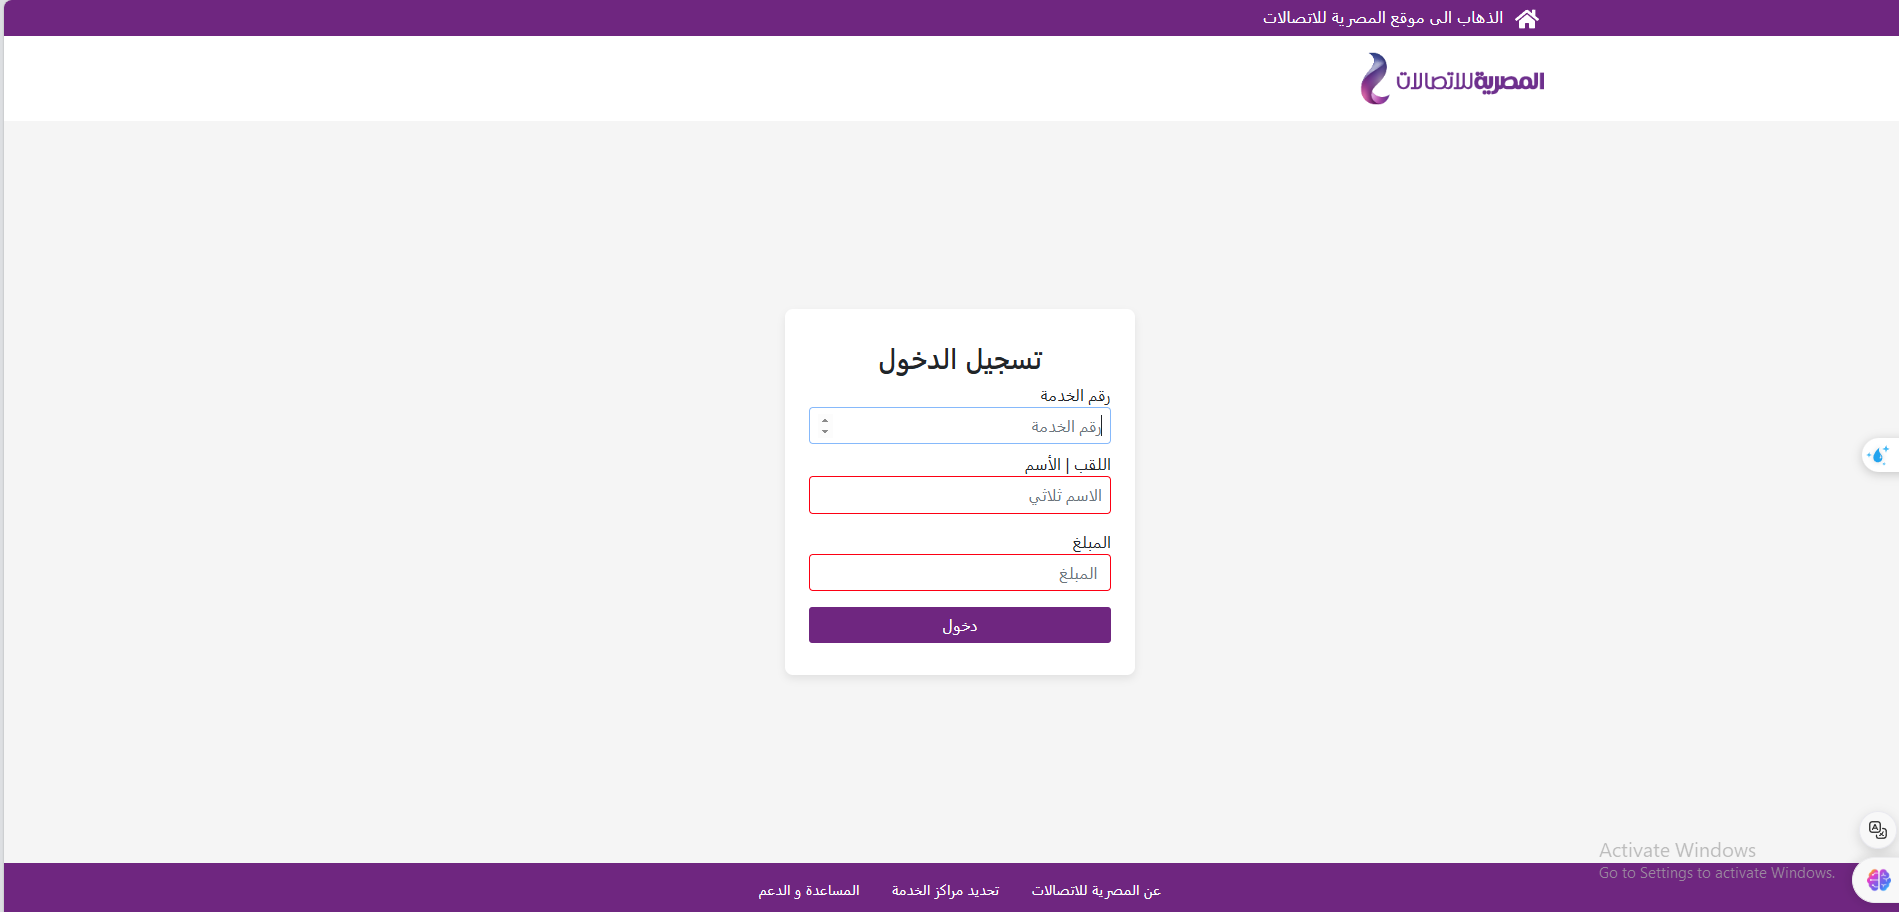 الذهاب الى موقع المصرية للاتصالات
المصرية للاتصالات
تسجيل الدخول
رقم الخدمة
رقم الخدمة
اللقب | الأسم
الاسم ثلاثي
المبلغ
المبلغ
دخول
Activate Windows
Go to Settings to activate Windows.
عن المصرية للاتصالات
تحديد مراكز الخدمة
المساعدة و الدعم